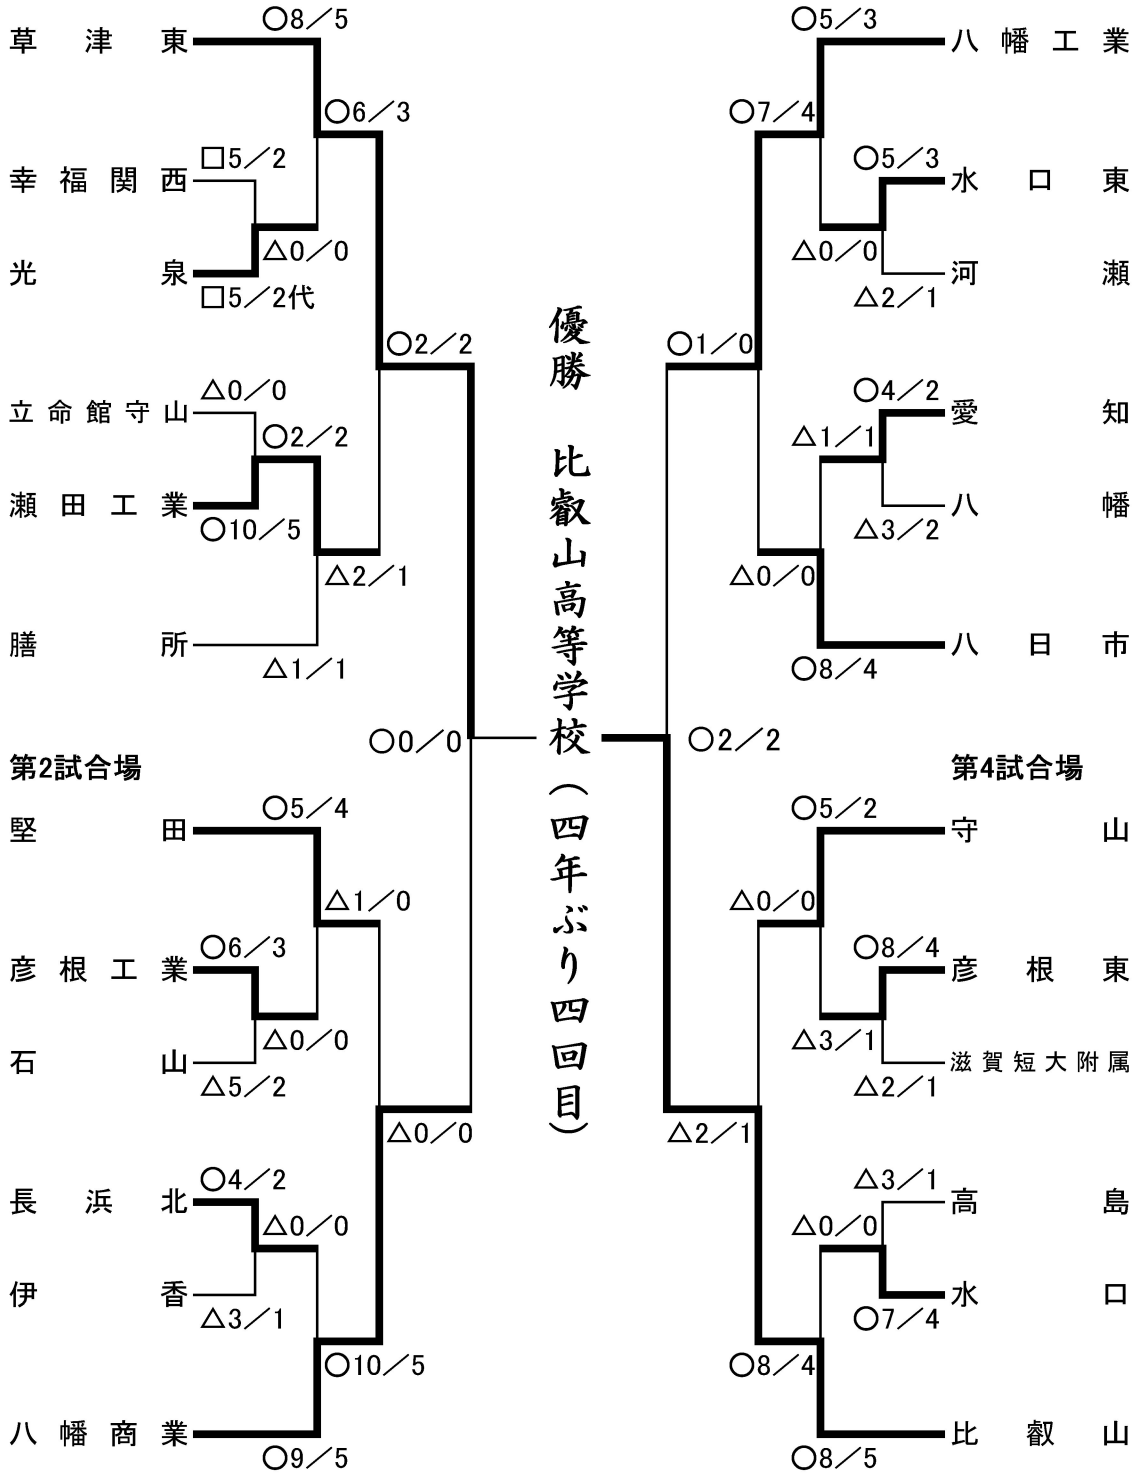 ○8／5
草津東
○6／3
□5／2
幸福関西
△0／0
光泉
□5／2代
○2／2
△0／0
立命館守山
○2／2
瀬田工業
○10／5
△2／1
膳所
△1／1
○0／0
第2試合場
○5／4
堅田
△1／0
○6／3
彦根工業
△0／0
石山
△5／2
△0／0
○4／2
長浜北
△0／0
伊香
△3／1
○10／5
八幡商業
○9／5
優勝 比叡山高等学校（四年ぶり四回目）
○5／3
八幡工業
○7／4
○5／3
水口東
△0／0
河瀬
△2／1
○1／0
○4／2
愛知
△1／1
八幡
△3／2
△0／0
八日市
○8／4
○2／2
第4試合場
○5／2
守山
△0／0
○8／4
彦根東
△3／1
滋賀短大附属
△2／1
△2／1
△3／1
高島
△0／0
水口
○7／4
○8／4
比叡山
○8／5